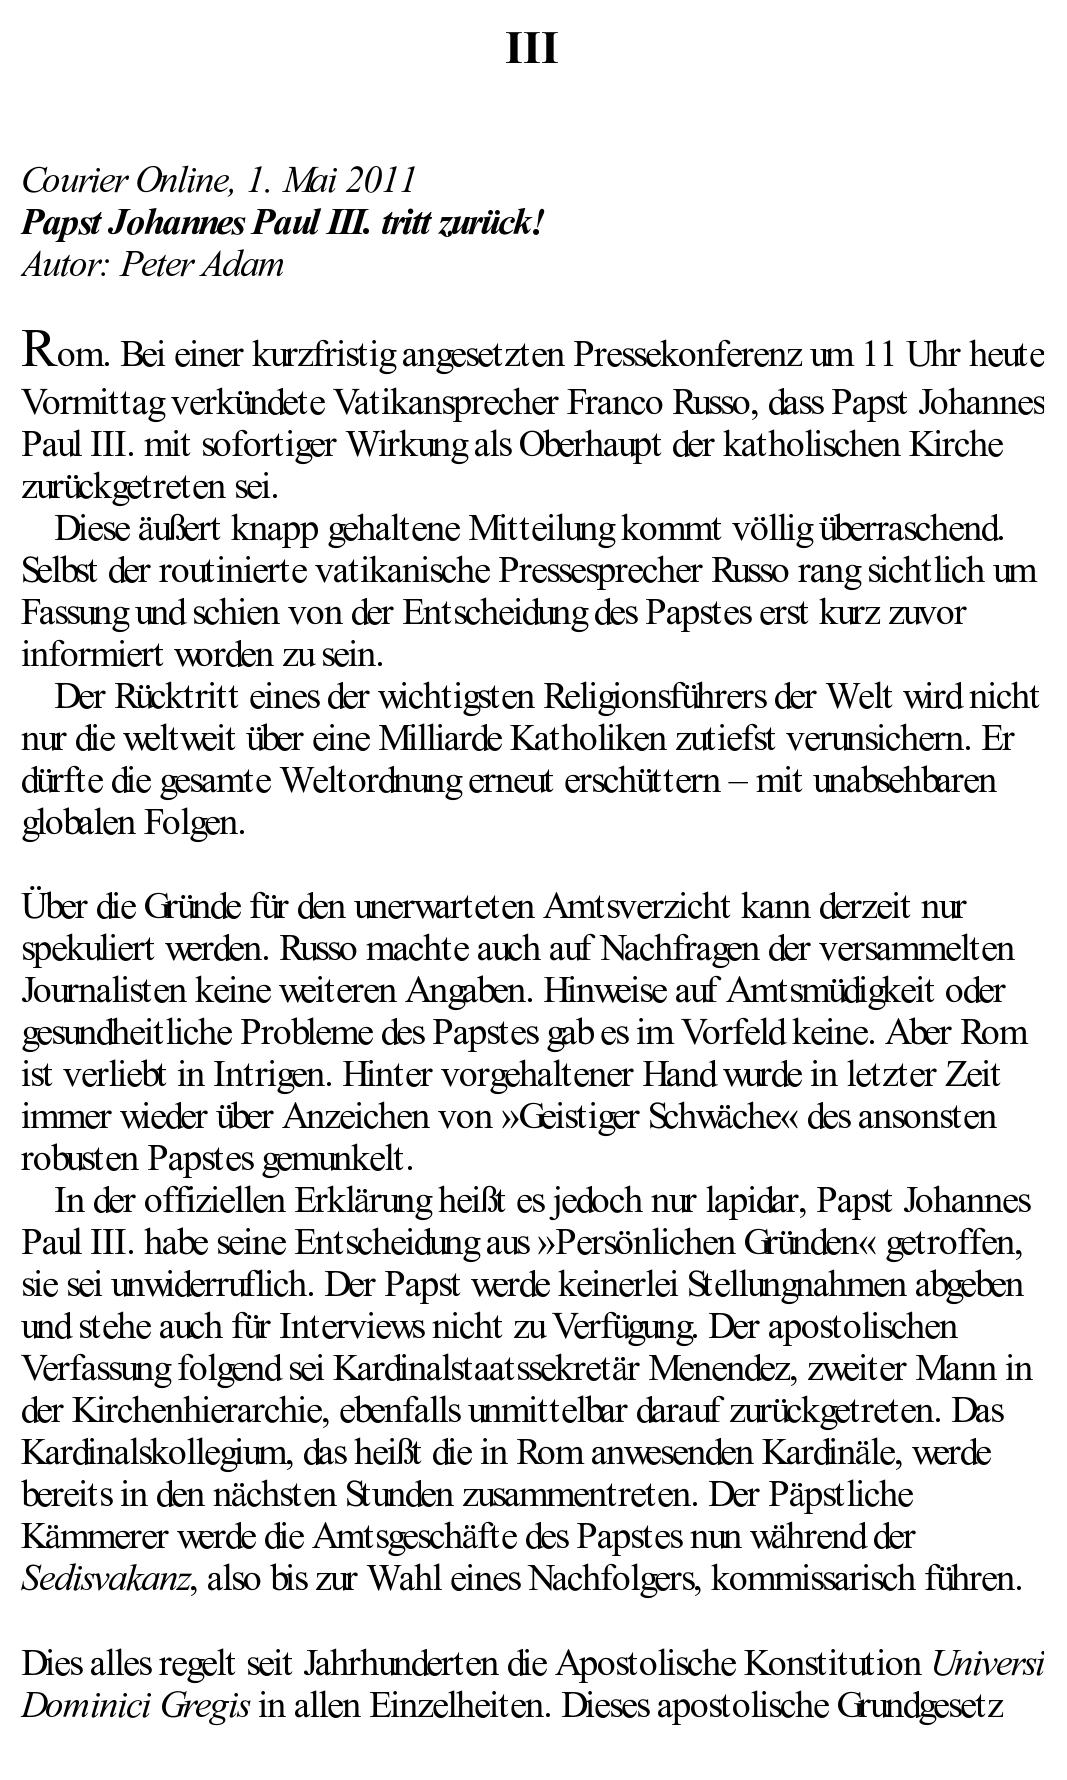 III
Courier Online, 1. Mai 2011
Papst Johannes Paul III. tritt zurück!
Autor: Peter Adam
Rom. Bei einer kurzfristig angesetzten Pressekonferenz um 11 Uhr heute
Vormittag verkündete Vatikansprecher Franco Russo, dass Papst Johannes
Paul III. mit sofortiger Wirkung als Oberhaupt der katholischen Kirche
zurückgetreten sei.
Diese äußert knapp gehaltene Mitteilung kommt völlig überraschend.
Selbst der routinierte vatikanische Pressesprecher Russo rang sichtlich um
Fassung und schien von der Entscheidung des Papstes erst kurz zuvor
informiert worden zu sein.
Der Rücktritt eines der wichtigsten Religionsführers der Welt wird nicht
nur die weltweit über eine Milliarde Katholiken zutiefst verunsichern. Er
dürfte die gesamte Weltordnung erneut erschüttern – mit unabsehbaren
globalen Folgen.
Über die Gründe für den unerwarteten Amtsverzicht kann derzeit nur
spekuliert werden. Russo machte auch auf Nachfragen der versammelten
Journalisten keine weiteren Angaben. Hinweise auf Amtsmüdigkeit oder
gesundheitliche Probleme des Papstes gab es im Vorfeld keine. Aber Rom
ist verliebt in Intrigen. Hinter vorgehaltener Hand wurde in letzter Zeit
immer wieder über Anzeichen von »Geistiger Schwäche« des ansonsten
robusten Papstes gemunkelt.
In der offiziellen Erklärung heißt es jedoch nur lapidar, Papst Johannes
Paul III. habe seine Entscheidung aus »Persönlichen Gründen« getroffen,
sie sei unwiderruflich. Der Papst werde keinerlei Stellungnahmen abgeben
und stehe auch für Interviews nicht zu Verfügung. Der apostolischen
Verfassung folgend sei Kardinalstaatssekretär Menendez, zweiter Mann in
der Kirchenhierarchie, ebenfalls unmittelbar darauf zurückgetreten. Das
Kardinalskollegium, das heißt die in Rom anwesenden Kardinäle, werde
bereits in den nächsten Stunden zusammentreten. Der Päpstliche
Kämmerer werde die Amtsgeschäfte des Papstes nun während der
Sedisvakanz, also bis zur Wahl eines Nachfolgers, kommissarisch führen.
Dies alles regelt seit Jahrhunderten die Apostolische Konstitution Universi
Dominici Gregis in allen Einzelheiten. Dieses apostolische Grundgesetz